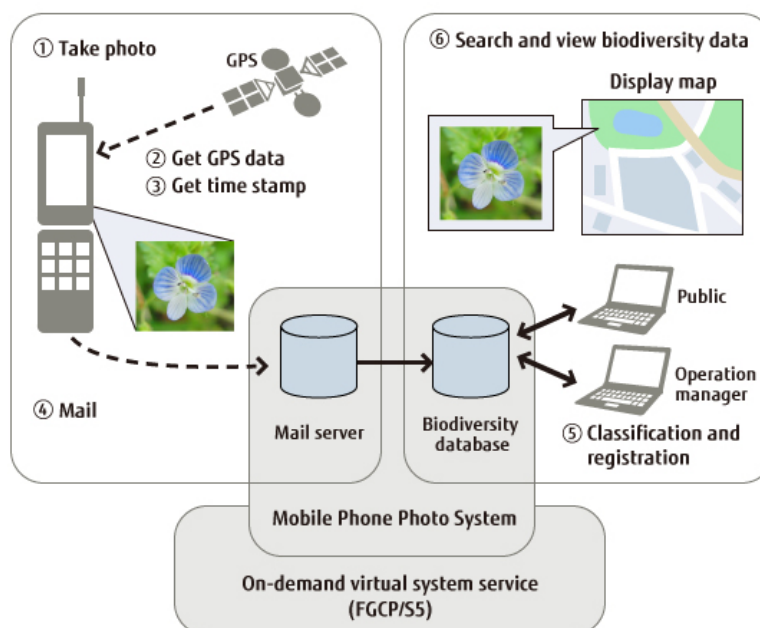 ① Take photo
GPS
② Get GPS data
③ Get time stamp
④ Mail
⑥ Search and view biodiversity data
Display map
Public
Operation
manager
⑤ Classification and
registration
Mail server
Biodiversity
database
Mobile Phone Photo System
On-demand virtual system service
(FGCP/S5)